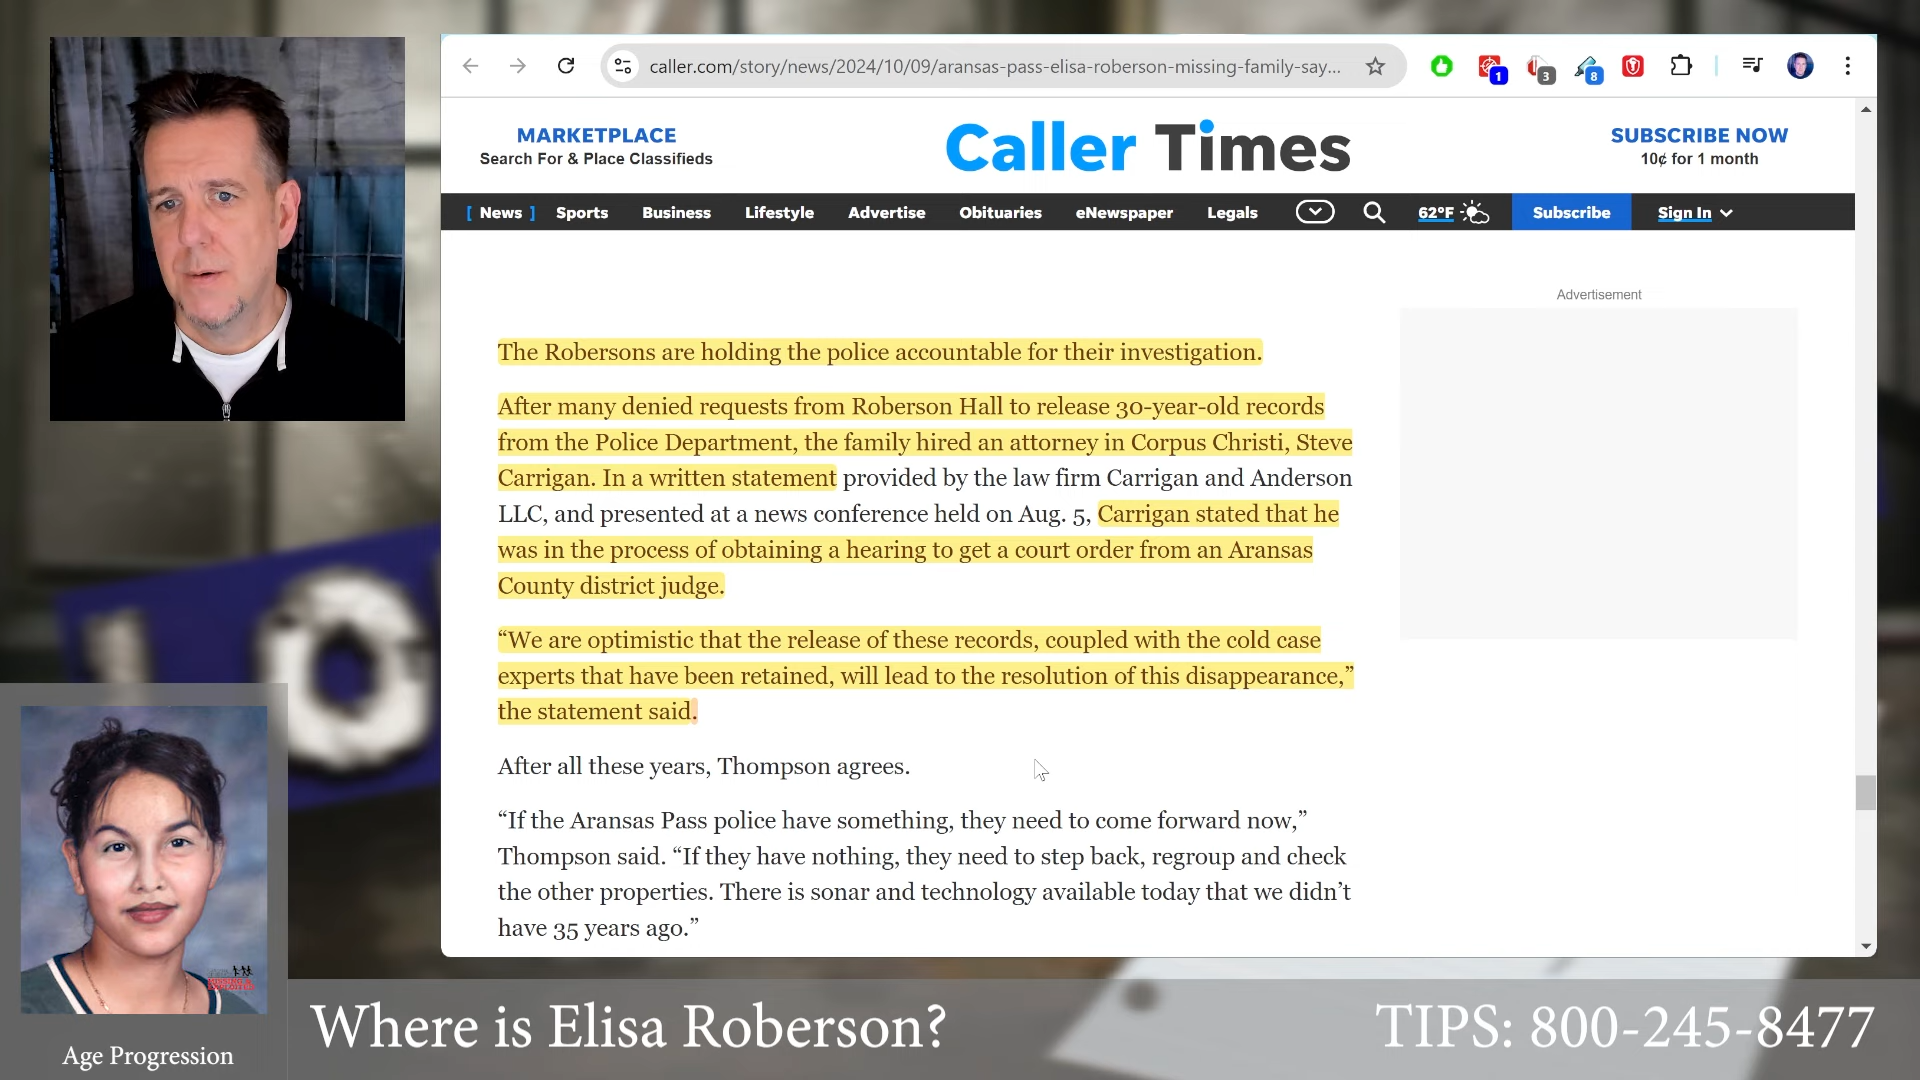 caller.com/story/news/2024/10/09/aransas-pass-elisa-roberson-missing-family-say...
1
3
8
MARKETPLACE
Search For & Place Classifieds
Caller Times
SUBSCRIBE NOW
10¢ for 1 month
[ News ] Sports Business Lifestyle Advertise Obituaries eNewspaper Legals 62°F Subscribe Sign In
Advertisement
The Robersons are holding the police accountable for their investigation.
After many denied requests from Roberson Hall to release 30-year-old records
from the Police Department, the family hired an attorney in Corpus Christi, Steve
Carrigan. In a written statement provided by the law firm Carrigan and Anderson
LLC, and presented at a news conference held on Aug. 5, Carrigan stated that he
was in the process of obtaining a hearing to get a court order from an Aransas
County district judge.
“We are optimistic that the release of these records, coupled with the cold case
experts that have been retained, will lead to the resolution of this disappearance,”
the statement said.
After all these years, Thompson agrees.
“If the Aransas Pass police have something, they need to come forward now,”
Thompson said. “If they have nothing, they need to step back, regroup and check
the other properties. There is sonar and technology available today that we didn’t
have 35 years ago.”
Age Progression
Where is Elisa Roberson?
TIPS: 800-245-8477